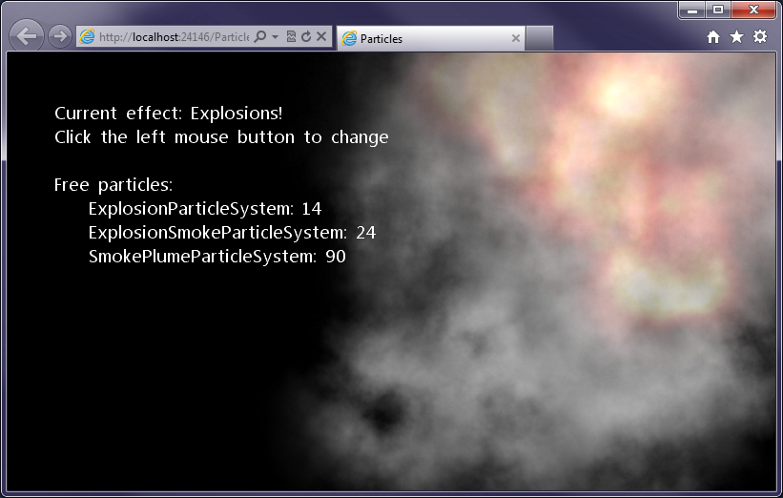 http://localhost:24146/Particle
Particles
Current effect: Explosions!
Click the left mouse button to change
Free particles:
ExplosionParticleSystem: 14
ExplosionSmokeParticleSystem: 24
SmokePlumeParticleSystem: 90